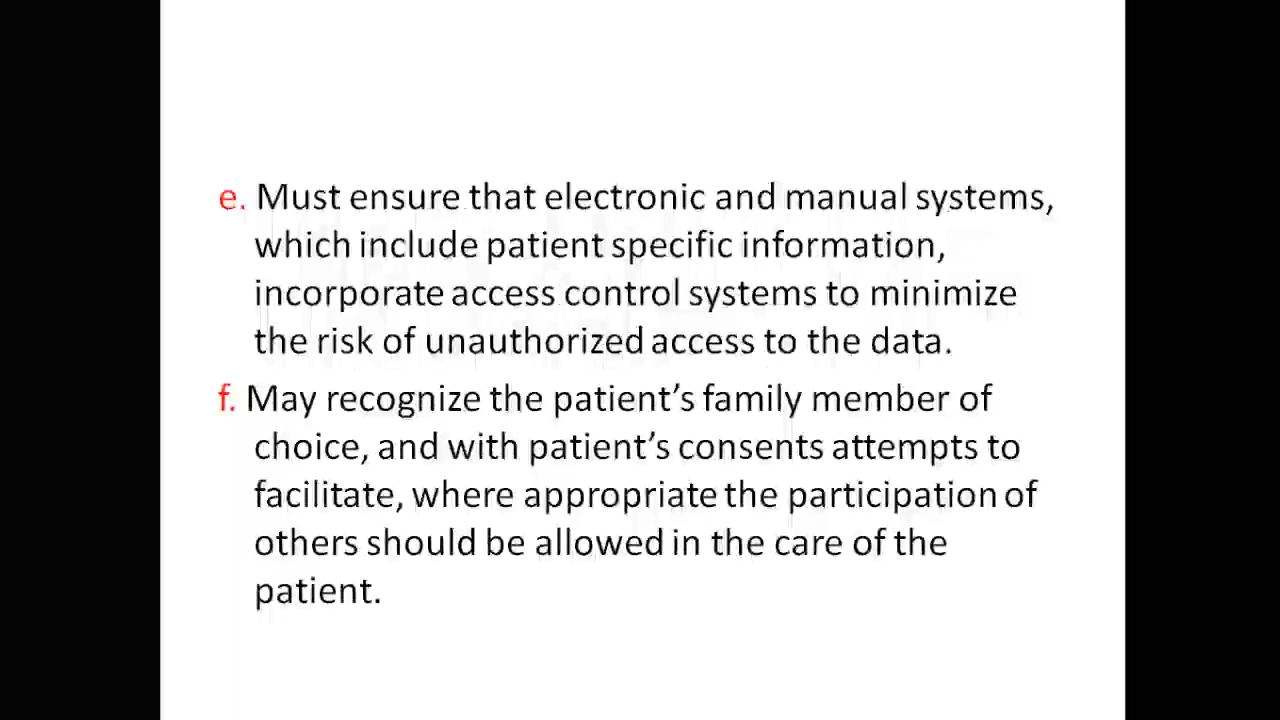 e. Must ensure that electronic and manual systems,
which include patient specific information,
incorporate access control systems to minimize
the risk of unauthorized access to the data.
f. May recognize the patient’s family member of
choice, and with patient’s consents attempts to
facilitate, where appropriate the participation of
others should be allowed in the care of the
patient.